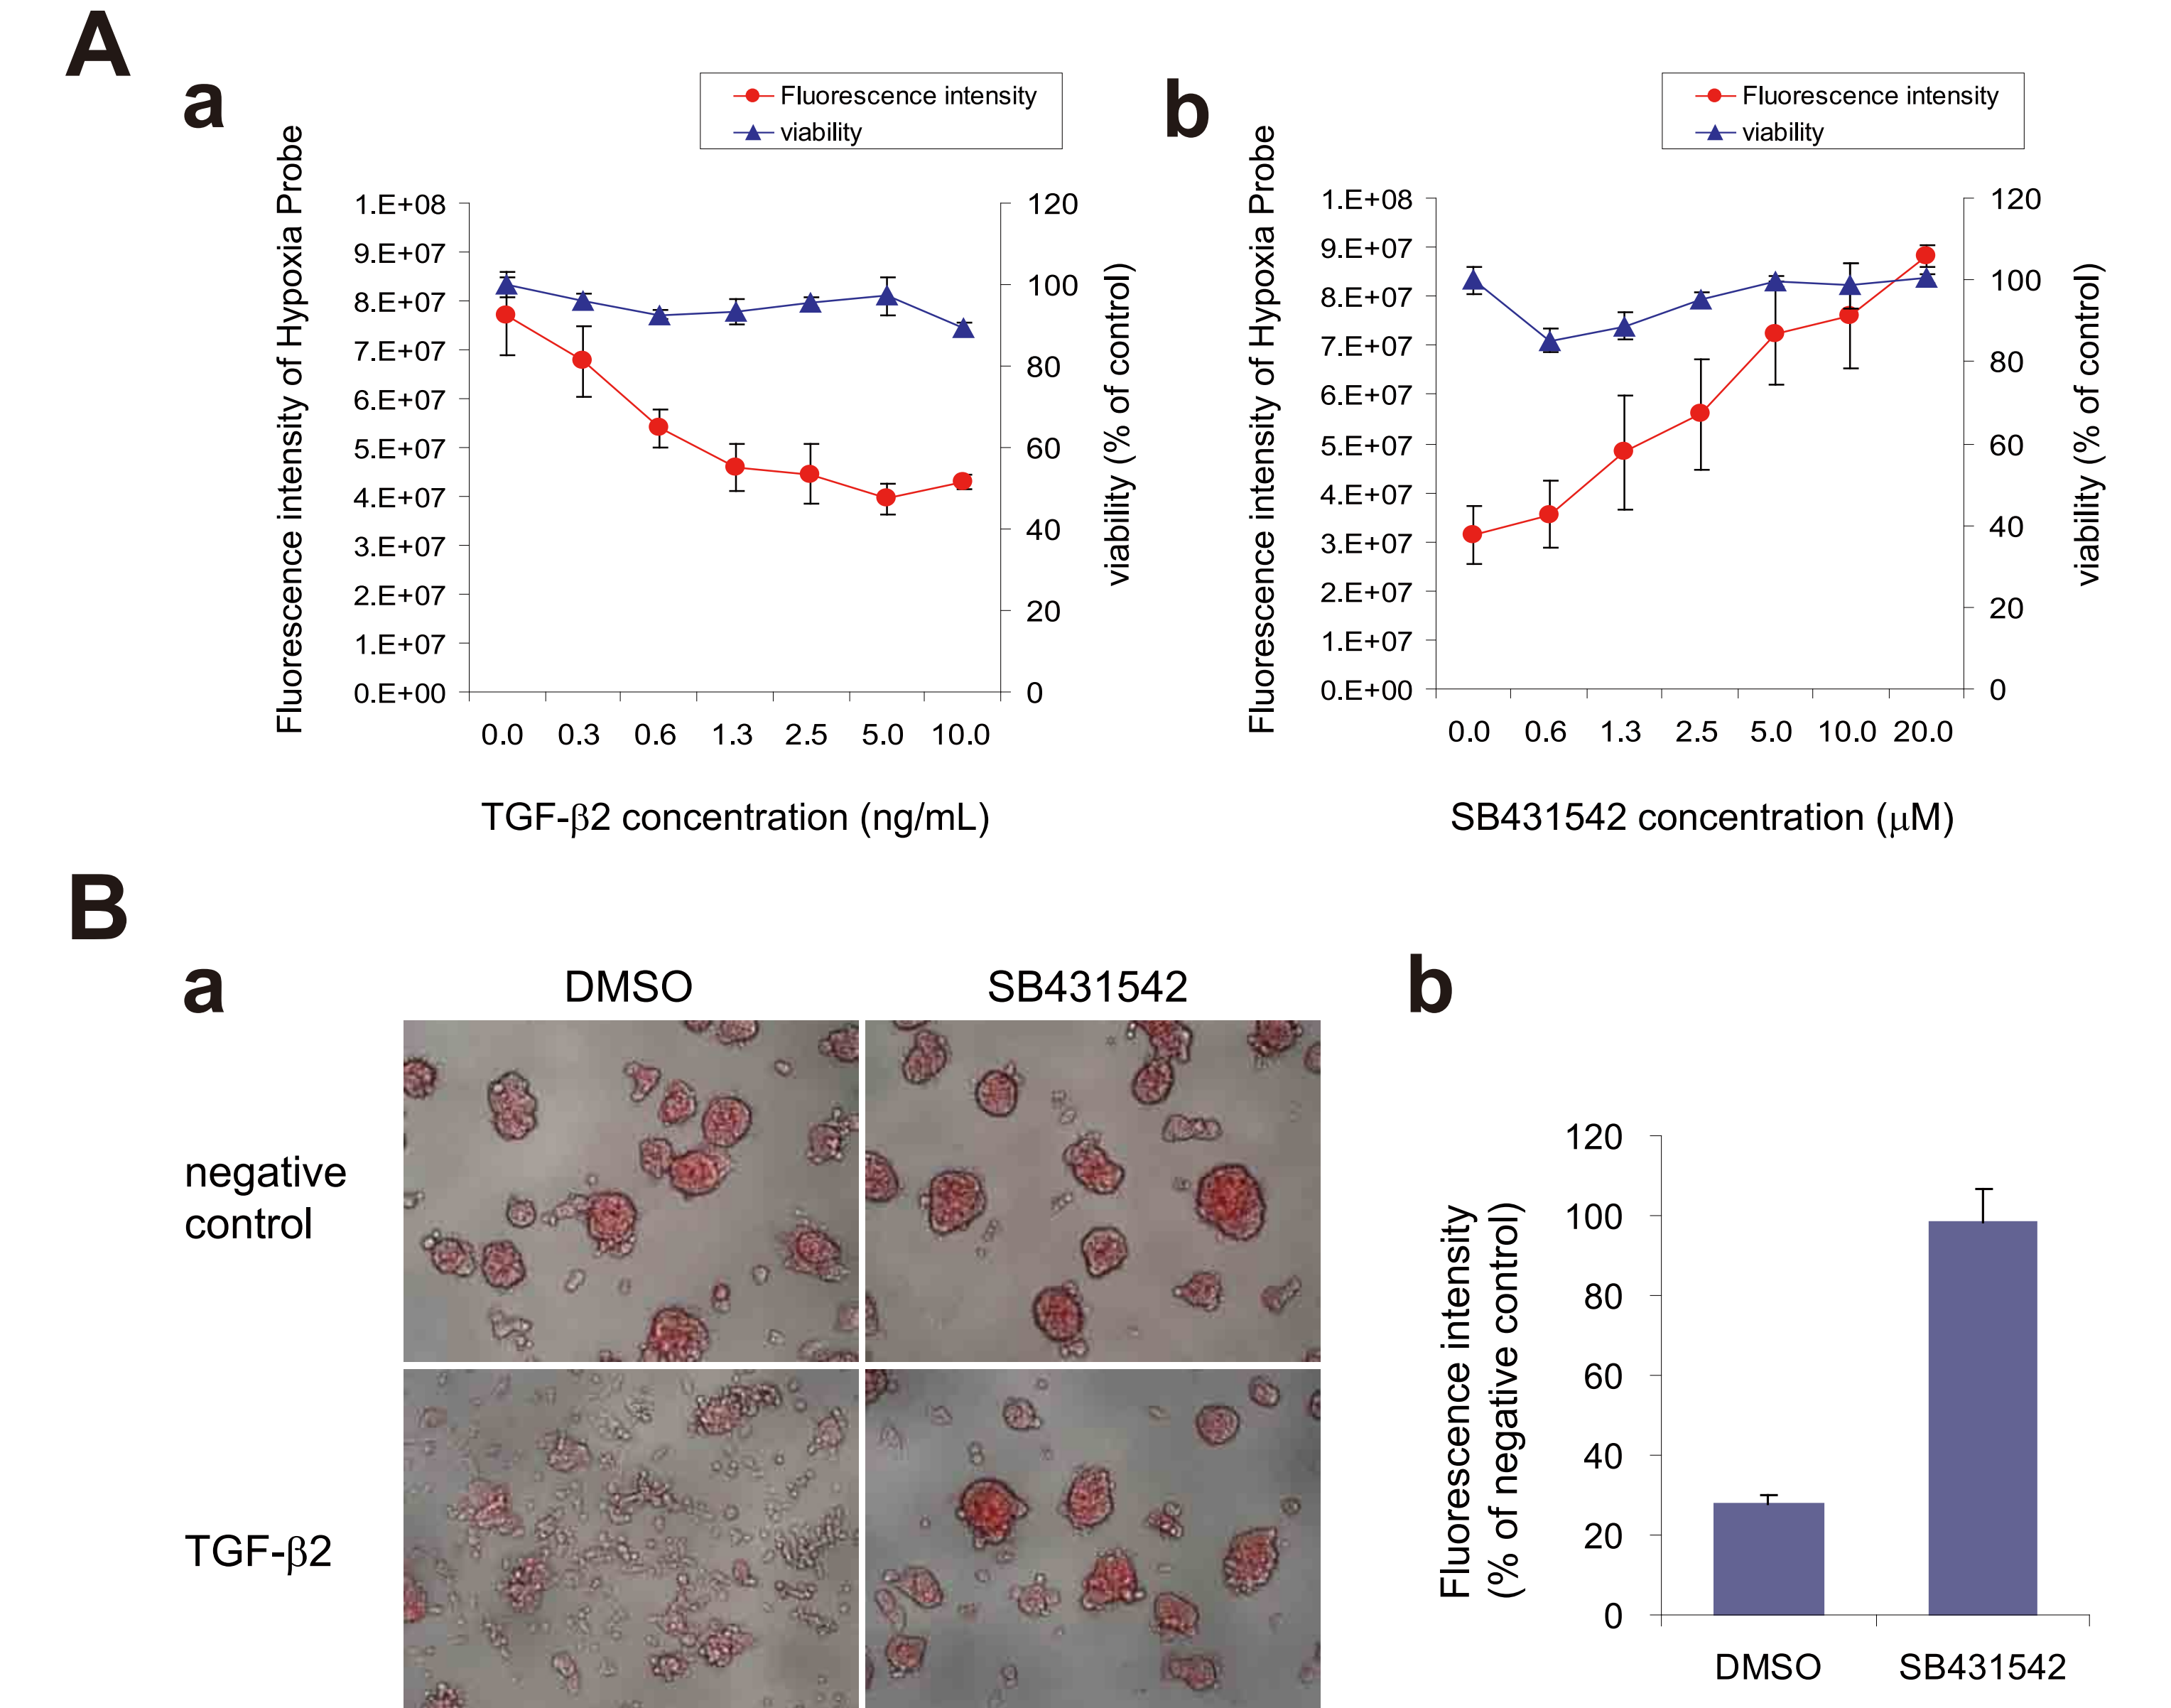 A
a
Fluorescence intensity
viability
Fluorescence intensity of Hypoxia Probe
1.E+08
9.E+07
8.E+07
7.E+07
6.E+07
5.E+07
4.E+07
3.E+07
2.E+07
1.E+07
0.E+00
120
100
80
60
40
20
0
viability (% of control)
0.0 0.3 0.6 1.3 2.5 5.0 10.0
TGF-β2 concentration (ng/mL)
b
Fluorescence intensity
viability
Fluorescence intensity of Hypoxia Probe
1.E+08
9.E+07
8.E+07
7.E+07
6.E+07
5.E+07
4.E+07
3.E+07
2.E+07
1.E+07
0.E+00
120
100
80
60
40
20
0
viability (% of control)
0.0 0.6 1.3 2.5 5.0 10.0 20.0
SB431542 concentration (μM)
B
a
DMSO SB431542
negative
control
TGF-β2
b
Fluorescence intensity
(% of negative control)
120
100
80
60
40
20
0
DMSO SB431542